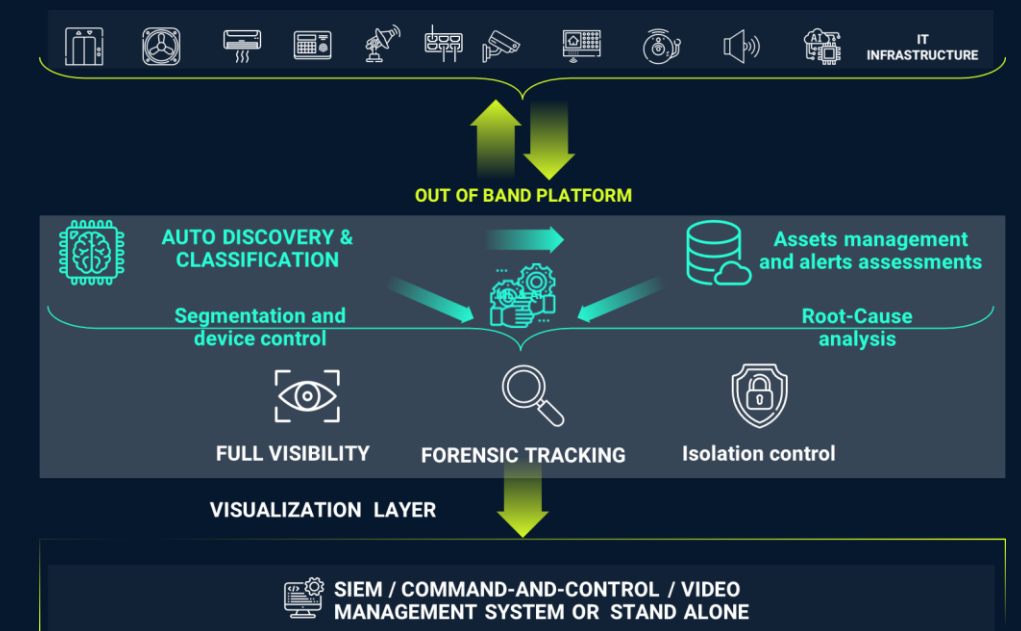 AI
IT
INFRASTRUCTURE
OUT OF BAND PLATFORM
AUTO DISCOVERY &
CLASSIFICATION
Assets management
and alerts assessments
Segmentation and
device control
Root-Cause
analysis
FULL VISIBILITY
FORENSIC TRACKING
Isolation control
VISUALIZATION LAYER
SIEM / COMMAND-AND-CONTROL / VIDEO
MANAGEMENT SYSTEM OR STAND ALONE